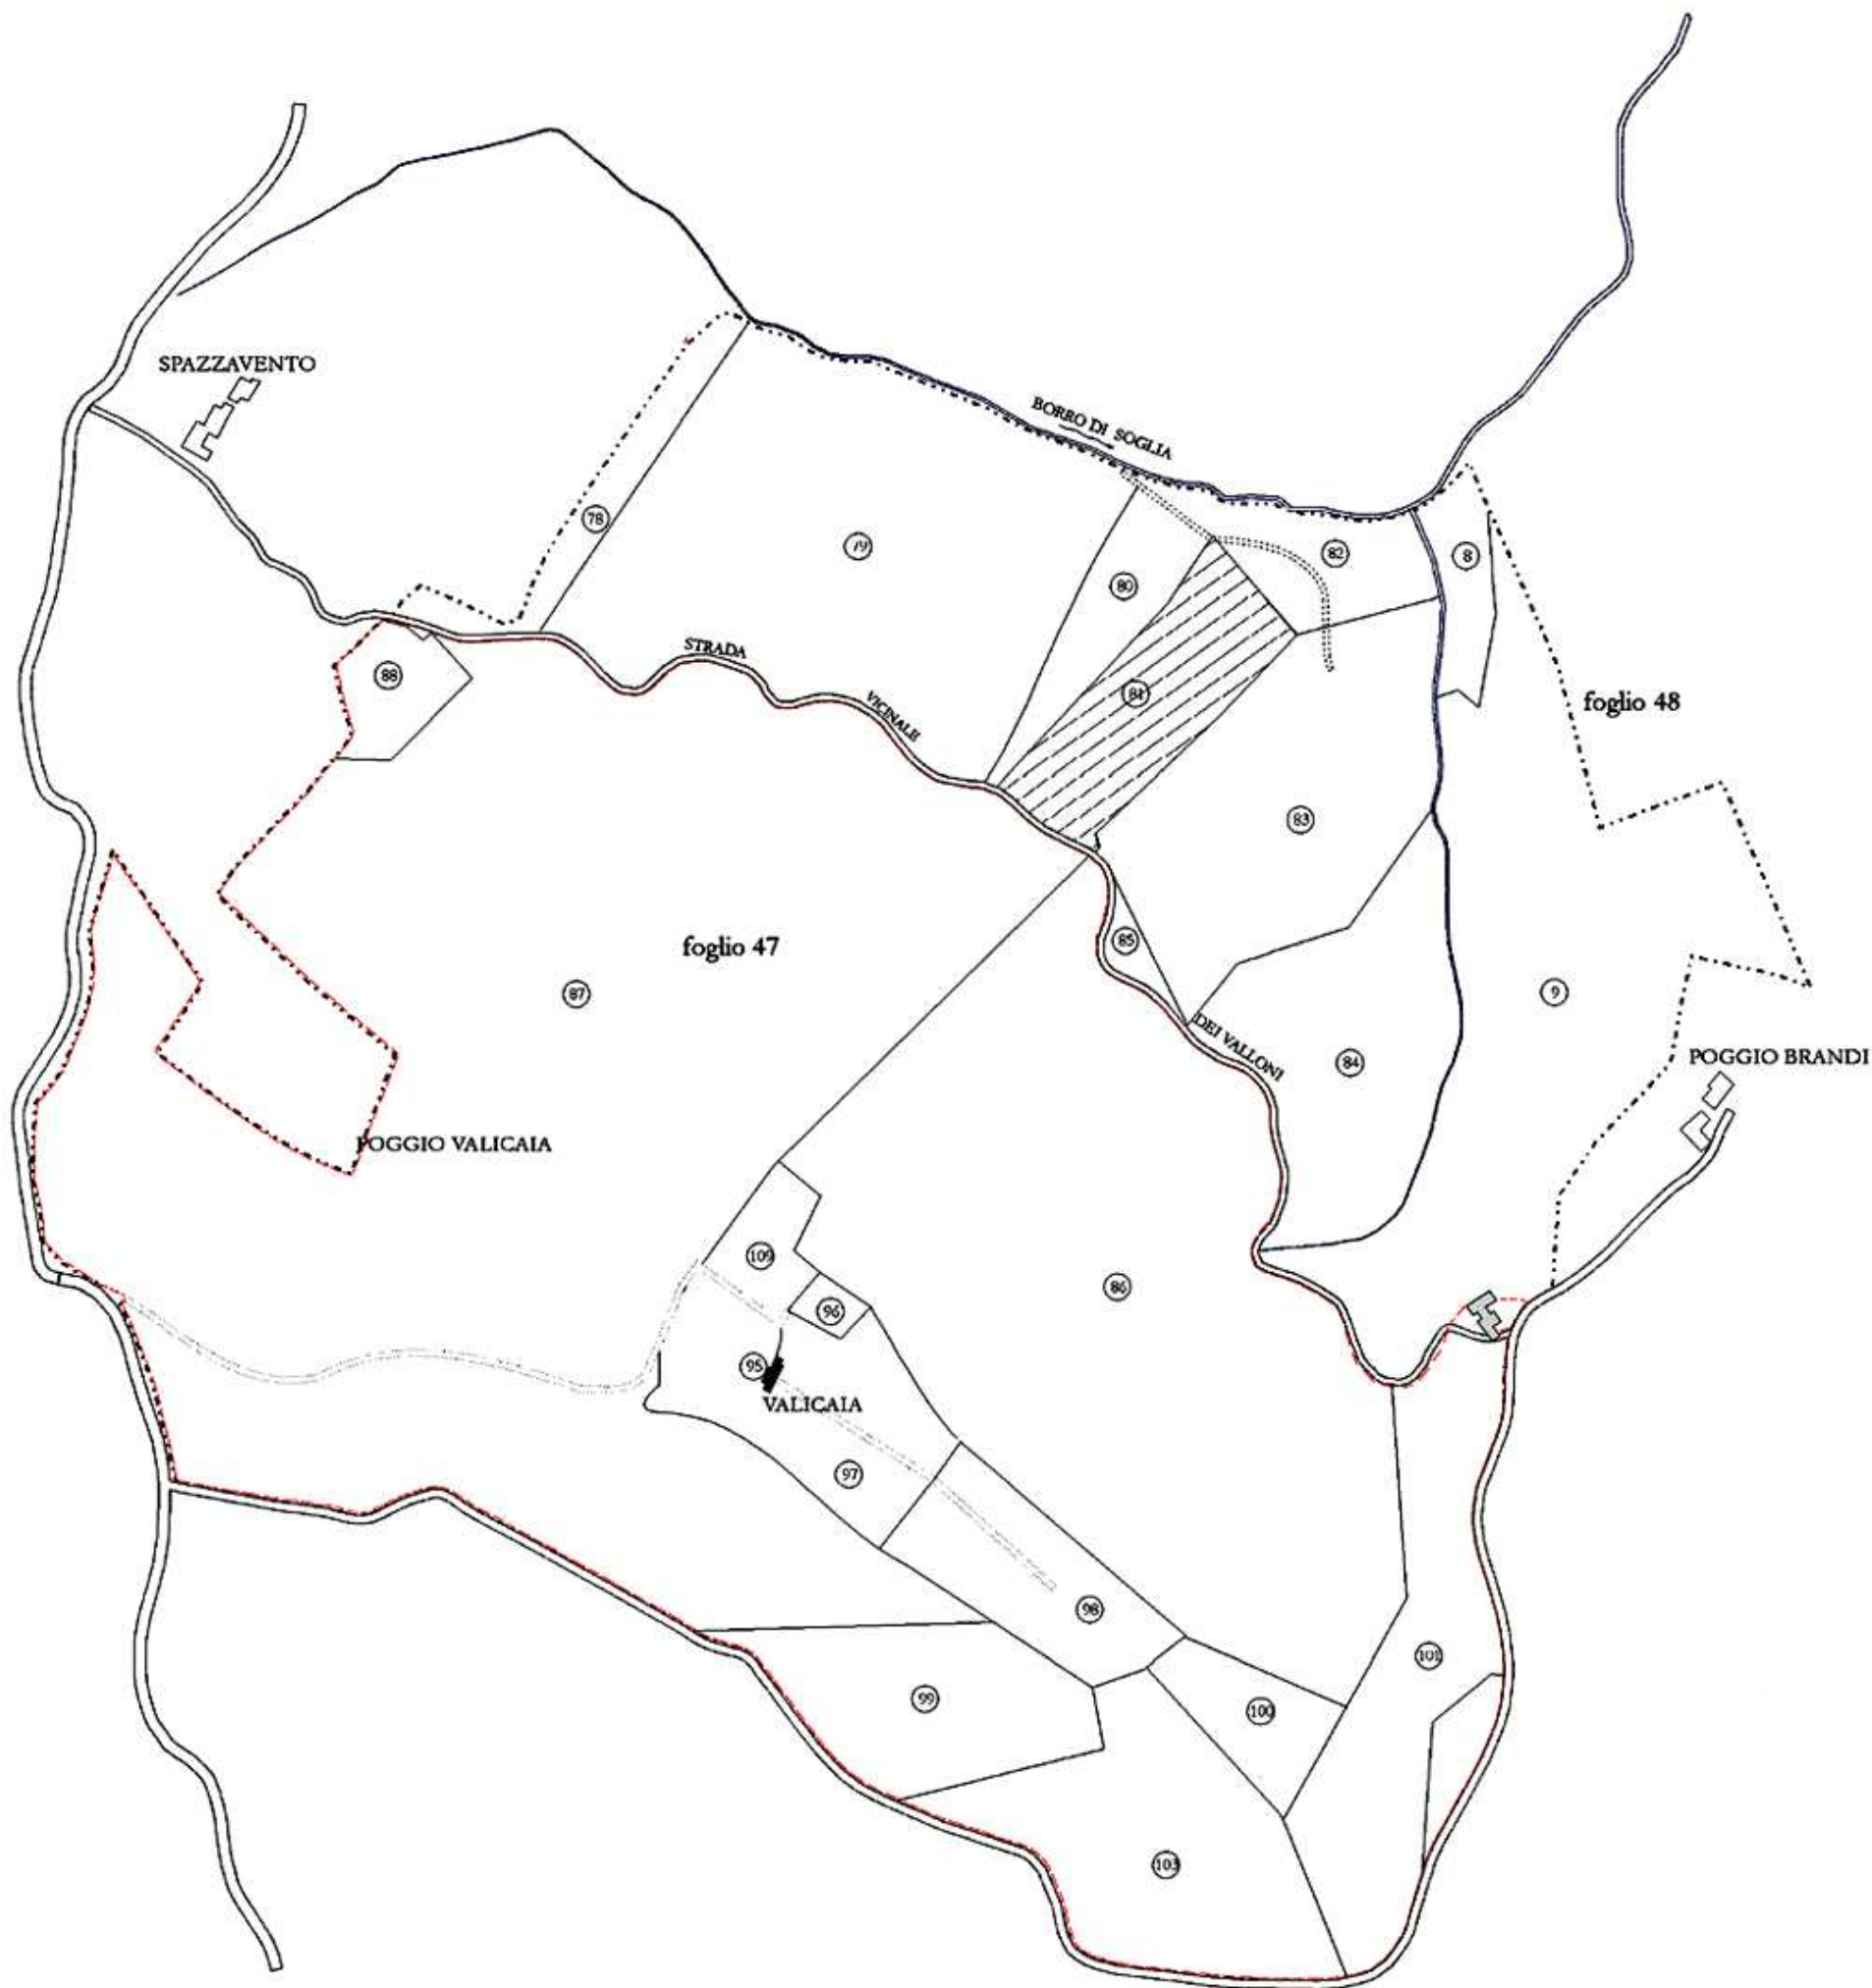 SPAZZAVENTO
BORRO DI SOGLIA
78
79
80
82
8
STRADA
88
81
VICINALE
foglio 48
83
85
foglio 47
87
9
DEI VALLONI
84
POGGIO BRANDI
POGGIO VALICAIA
109
86
96
95
VALICAIA
97
98
101
99
100
103